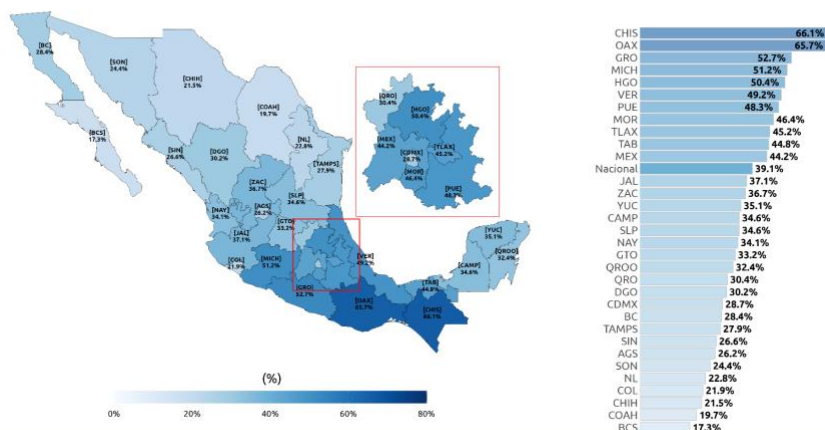 [BC]
28.4%
[SON]
24.4%
[CHIH]
21.5%
[COAH]
19.7%
[BCS]
17.3%
[NL]
22.8%
[SIN]
26.6%
[DGO]
30.2%
[TAMPS]
27.9%
[ZAC]
36.7%
[SLP]
34.6%
[AGS]
26.2%
[NAY]
34.1%
[GTO]
33.2%
[JAL]
37.1%
[COL]
21.9%
[MICH]
51.2%
[VER]
49.2%
[GRO]
52.7%
[OAX]
65.7%
[TAB]
44.8%
[CHIS]
66.1%
[CAMP]
34.6%
[YUC]
35.1%
[QROO]
32.4%
[QRO]
30.4%
[HGO]
50.4%
[MEX]
44.2%
[CDMX]
28.7%
[TLAX]
45.2%
[MOR]
46.4%
[PUE]
48.3%
(%)
0% 20% 40% 60% 80%
CHIS 66.1%
OAX 65.7%
GRO 52.7%
MICH 51.2%
HGO 50.4%
VER 49.2%
PUE 48.3%
MOR 46.4%
TLAX 45.2%
TAB 44.8%
MEX 44.2%
Nacional 39.1%
JAL 37.1%
ZAC 36.7%
YUC 35.1%
CAMP 34.6%
SLP 34.6%
NAY 34.1%
GTO 33.2%
QROO 32.4%
QRO 30.4%
DGO 30.2%
CDMX 28.7%
BC 28.4%
TAMPS 27.9%
SIN 26.6%
AGS 26.2%
SON 24.4%
NL 22.8%
COL 21.9%
CHIH 21.5%
COAH 19.7%
BCS 17.3%